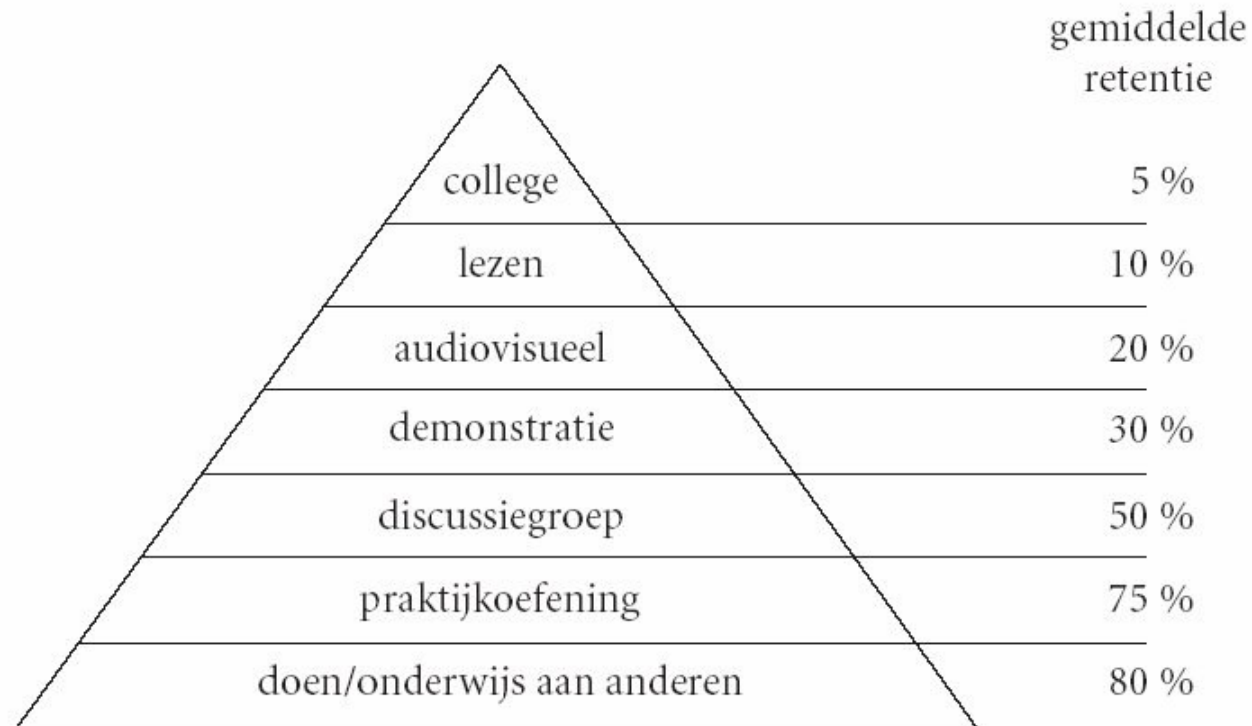 gemiddelde
retentie
college 5 %
lezen 10 %
audiovisueel 20 %
demonstratie 30 %
discussiegroep 50 %
praktijkoefening 75 %
doen/onderwijs aan anderen 80 %